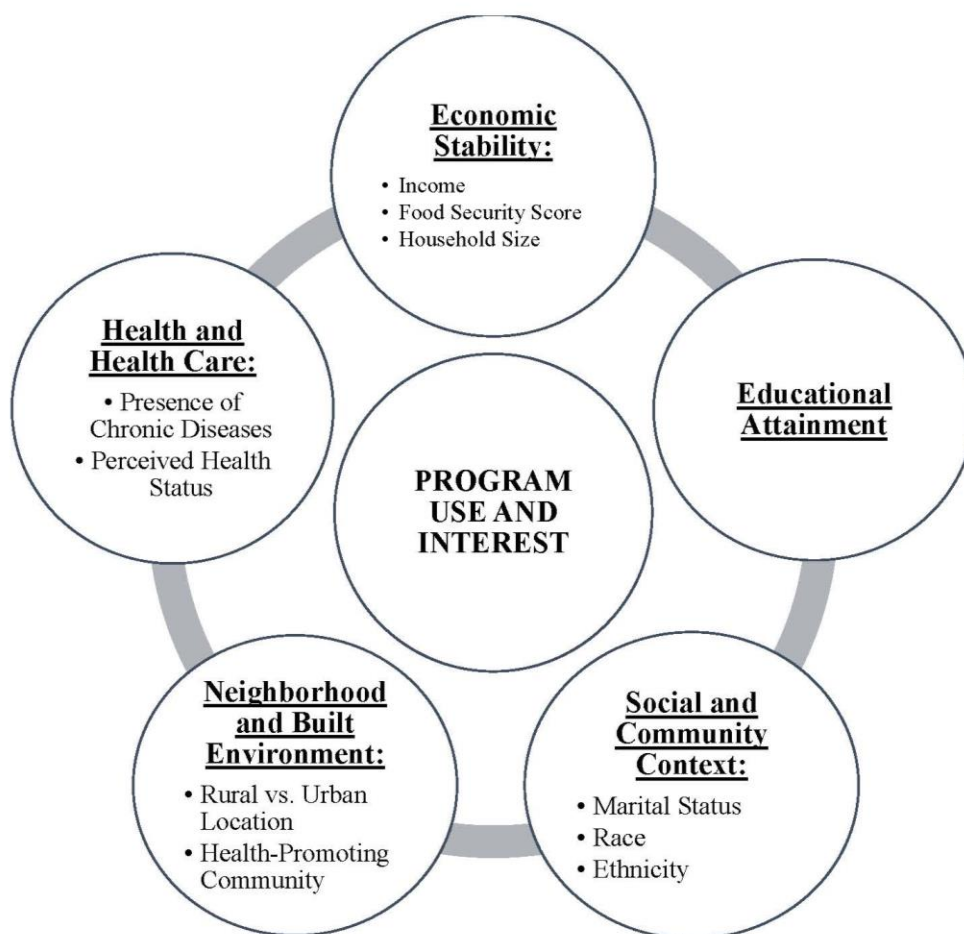 Economic
Stability:
• Income
• Food Security Score
• Household Size
Health and
Health Care:
• Presence of
Chronic Diseases
• Perceived Health
Status
Educational
Attainment
PROGRAM
USE AND
INTEREST
Neighborhood
and Built
Environment:
• Rural vs. Urban
Location
• Health-Promoting
Community
Social and
Community
Context:
• Marital Status
• Race
• Ethnicity